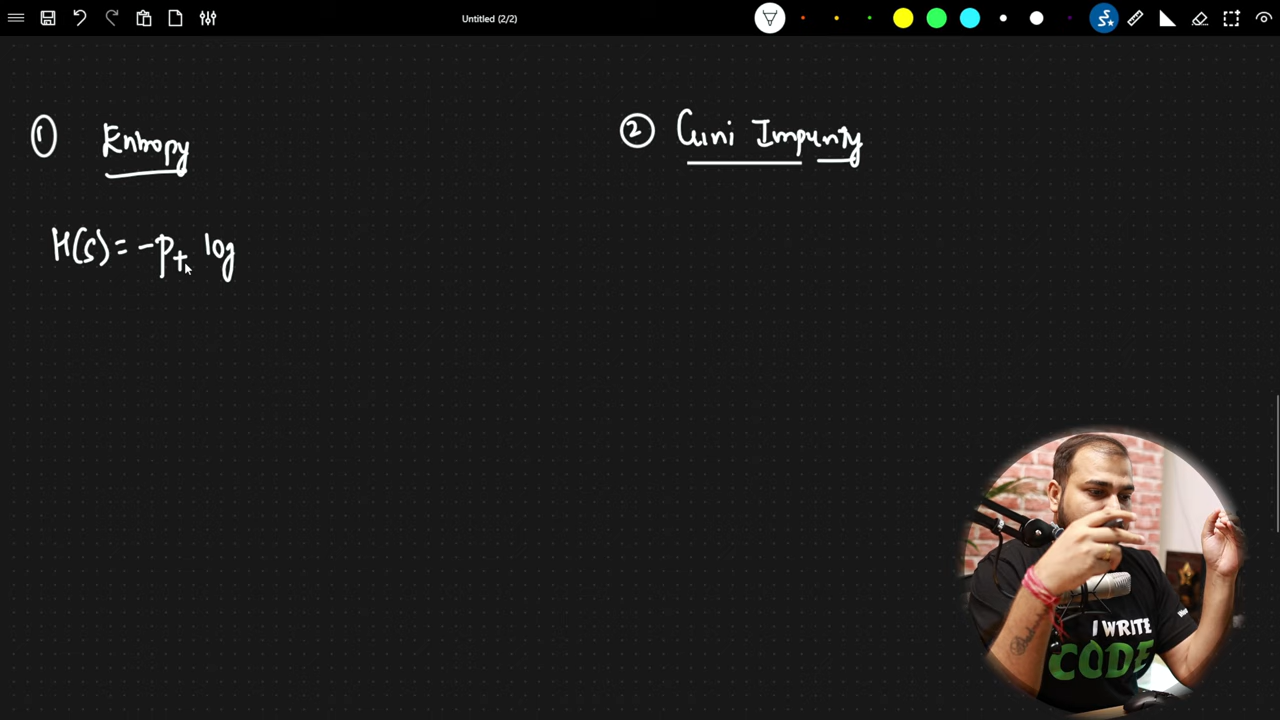 Untitled (2/2)
① Entropy
② Gini Impurity
H(S) = -p+ log
I WRITE
CODE